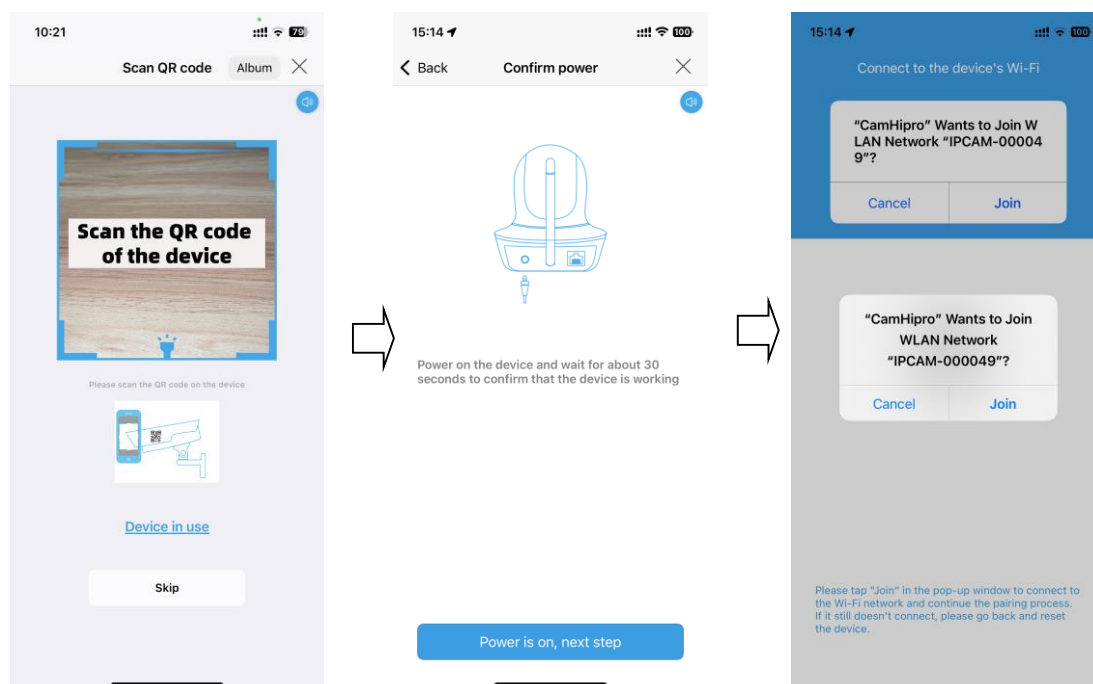 10:21
79
Scan QR code
Album
Scan the QR code
of the device
Please scan the QR code on the device
Device in use
Skip
15:14
100
Back
Confirm power
Power on the device and wait for about 30
seconds to confirm that the device is working
Power is on, next step
15:14
100
Connect to the device's Wi-Fi
“CamHipro” Wants to Join W
LAN Network “IPCAM-00004
9”?
Cancel
Join
“CamHipro” Wants to Join
WLAN Network
“IPCAM-000049”?
Cancel
Join
Please tap "Join" in the pop-up window to connect to
the Wi-Fi network and continue the pairing process.
If it still doesn't connect, please go back and reset
the device.